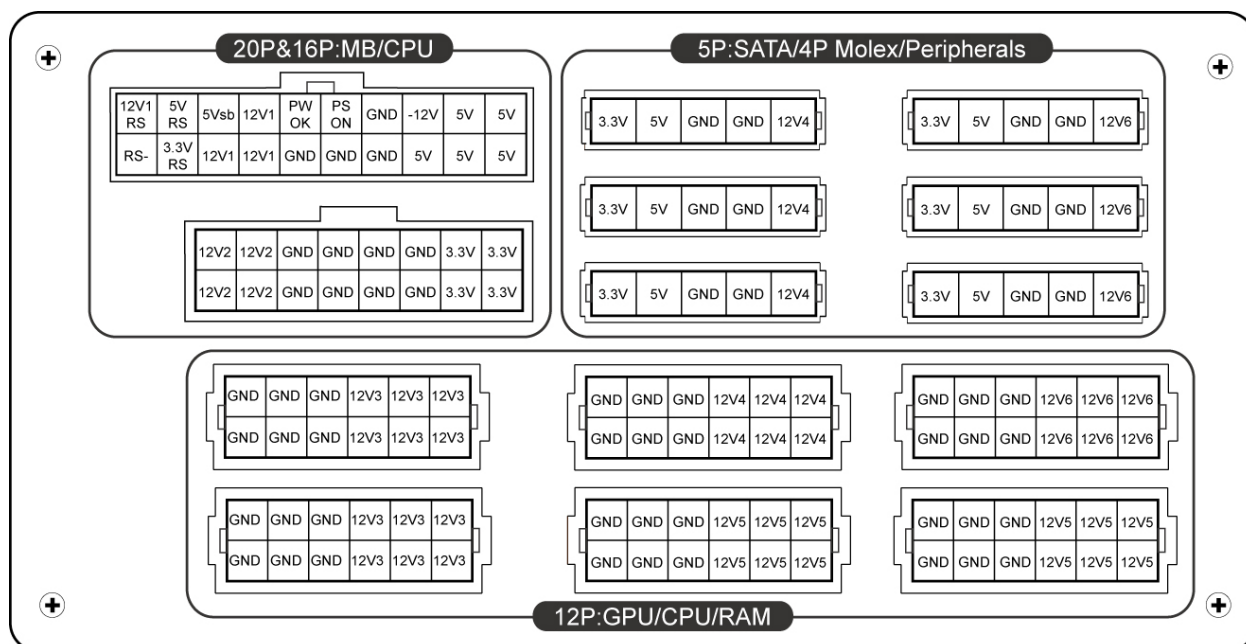 20P&16P:MB/CPU
12V1 RS 5V RS 5Vsb 12V1 PW OK PS ON GND -12V 5V 5V
RS- 3.3V RS 12V1 12V1 GND GND GND 5V 5V 5V
12V2 12V2 GND GND GND GND 3.3V 3.3V
12V2 12V2 GND GND GND GND 3.3V 3.3V
5P:SATA/4P Molex/Peripherals
3.3V 5V GND GND 12V4
3.3V 5V GND GND 12V6
3.3V 5V GND GND 12V4
3.3V 5V GND GND 12V6
3.3V 5V GND GND 12V4
3.3V 5V GND GND 12V6
GND GND GND 12V3 12V3 12V3
GND GND GND 12V3 12V3 12V3
GND GND GND 12V4 12V4 12V4
GND GND GND 12V4 12V4 12V4
GND GND GND 12V6 12V6 12V6
GND GND GND 12V6 12V6 12V6
GND GND GND 12V3 12V3 12V3
GND GND GND 12V3 12V3 12V3
GND GND GND 12V5 12V5 12V5
GND GND GND 12V5 12V5 12V5
GND GND GND 12V5 12V5 12V5
GND GND GND 12V5 12V5 12V5
12P:GPU/CPU/RAM